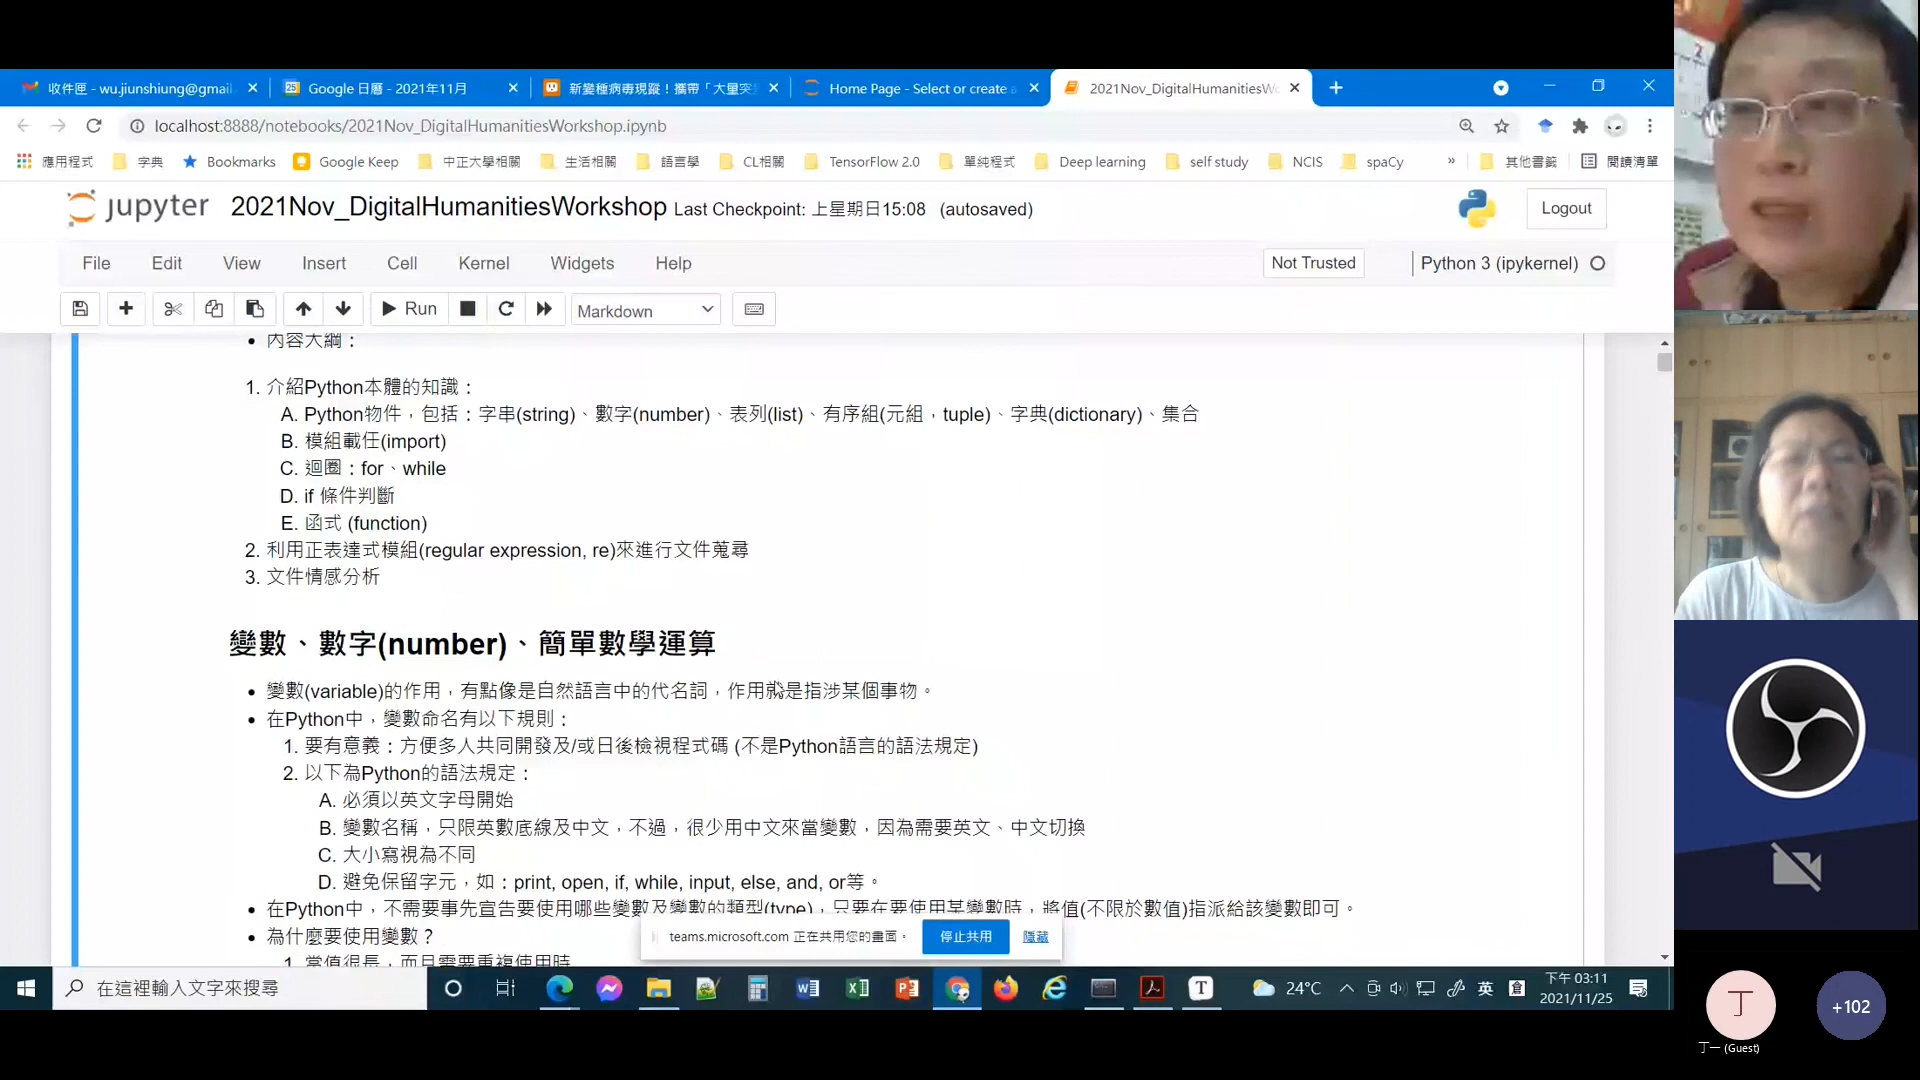 收件匣 - wu.jiunshiung@gmail.
Google 日曆 - 2021年11月
新變種病毒現蹤！攜帶「大量突
Home Page - Select or create a
2021Nov_DigitalHumanitiesWo
localhost:8888/notebooks/2021Nov_DigitalHumanitiesWorkshop.ipynb
應用程式 字典 Bookmarks Google Keep 中正大學相關 生活相關 語言學 CL相關 TensorFlow 2.0 單純程式 Deep learning self study NCIS spaCy » 其他書籤 閱讀清單
jupyter 2021Nov_DigitalHumanitiesWorkshop Last Checkpoint: 上星期日15:08 (autosaved)
Logout
File Edit View Insert Cell Kernel Widgets Help
Not Trusted
Python 3 (ipykernel)
Run
Markdown
• 內容大綱：
1. 介紹Python本體的知識：
A. Python物件，包括：字串(string)、數字(number)、表列(list)、有序組(元組，tuple)、字典(dictionary)、集合
B. 模組載任(import)
C. 迴圈：for、while
D. if 條件判斷
E. 函式 (function)
2. 利用正表達式模組(regular expression, re)來進行文件蒐尋
3. 文件情感分析
變數、數字(number)、簡單數學運算
• 變數(variable)的作用，有點像是自然語言中的代名詞，作用就是指涉某個事物。
• 在Python中，變數命名有以下規則：
1. 要有意義：方便多人共同開發及/或日後檢視程式碼 (不是Python語言的語法規定)
2. 以下為Python的語法規定：
A. 必須以英文字母開始
B. 變數名稱，只限英數底線及中文，不過，很少用中文來當變數，因為需要英文、中文切換
C. 大小寫視為不同
D. 避免保留字元，如：print, open, if, while, input, else, and, or等。
• 在Python中，不需要事先宣告要使用哪些變數及變數的類型(type)，只要在要使用某變數時，將值(不限於數值)指派給該變數即可。
• 為什麼要使用變數？
1. 當值很長，而且需要重複使用時
teams.microsoft.com 正在共用您的畫面。 停止共用 隱藏
在這裡輸入文字來搜尋
24°C
英
下午 03:11
2021/11/25
丁
+102
丁一 (Guest)